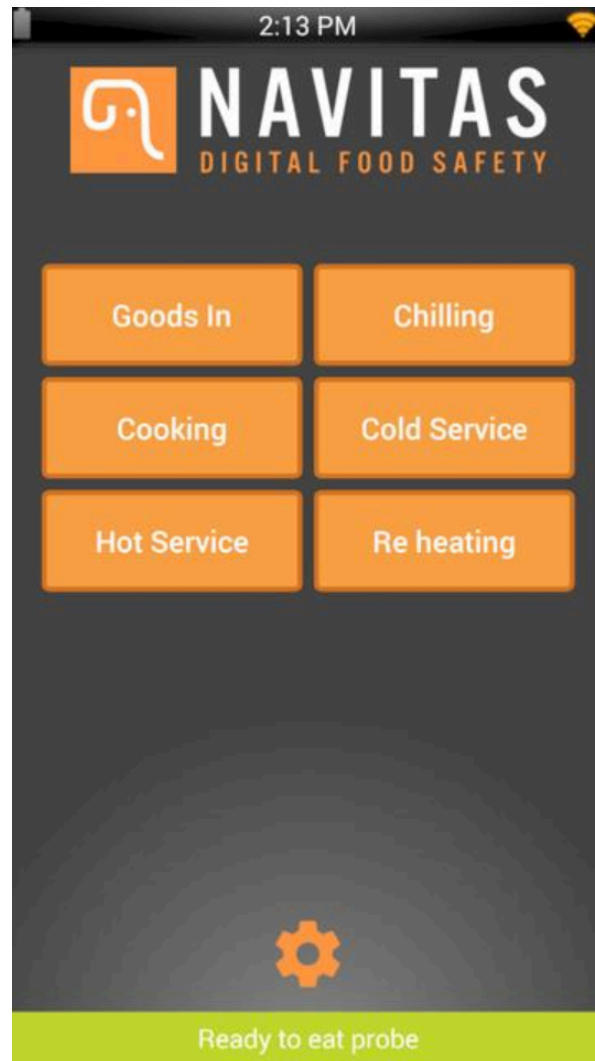 2:13 PM
NAVITAS
DIGITAL FOOD SAFETY
Goods In
Chilling
Cooking
Cold Service
Hot Service
Re heating
Ready to eat probe